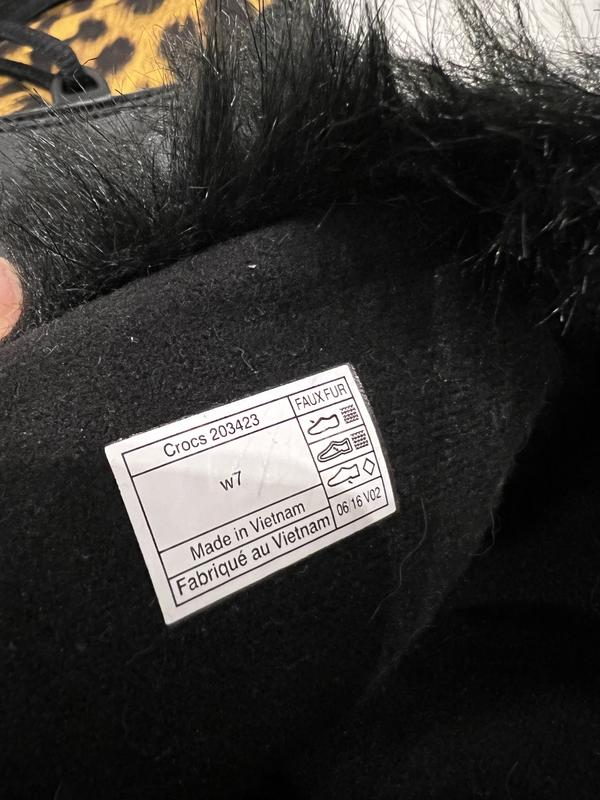 Crocs 203423
FAUX FUR
w7
Made in Vietnam
Fabriqué au Vietnam
06 16 V02